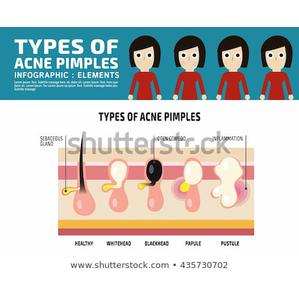 TYPES OF
ACNE PIMPLES
INFOGRAPHIC : ELEMENTS
TYPES OF ACNE PIMPLES
SEBACEOUS
GLAND
OPEN COMEDO
INFLAMMATION
shutterstock
HEALTHY
WHITEHEAD
BLACKHEAD
PAPULE
PUSTULE
www.shutterstock.com · 435730702